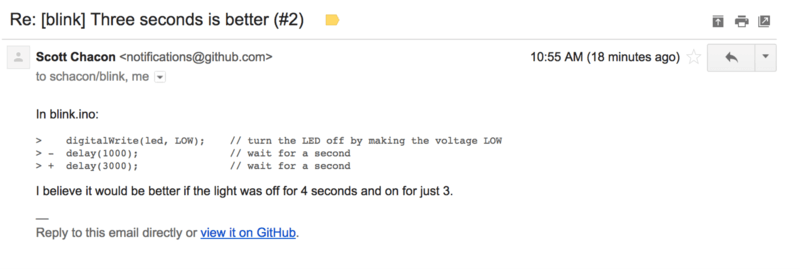 Re: [blink] Three seconds is better (#2)
Scott Chacon <notifications@github.com> 10:55 AM (18 minutes ago)
to schacon/blink, me
In blink.ino:
>    digitalWrite(led, LOW);    // turn the LED off by making the voltage LOW
> -  delay(1000);               // wait for a second
> +  delay(3000);               // wait for a second
I believe it would be better if the light was off for 4 seconds and on for just 3.
—
Reply to this email directly or view it on GitHub.